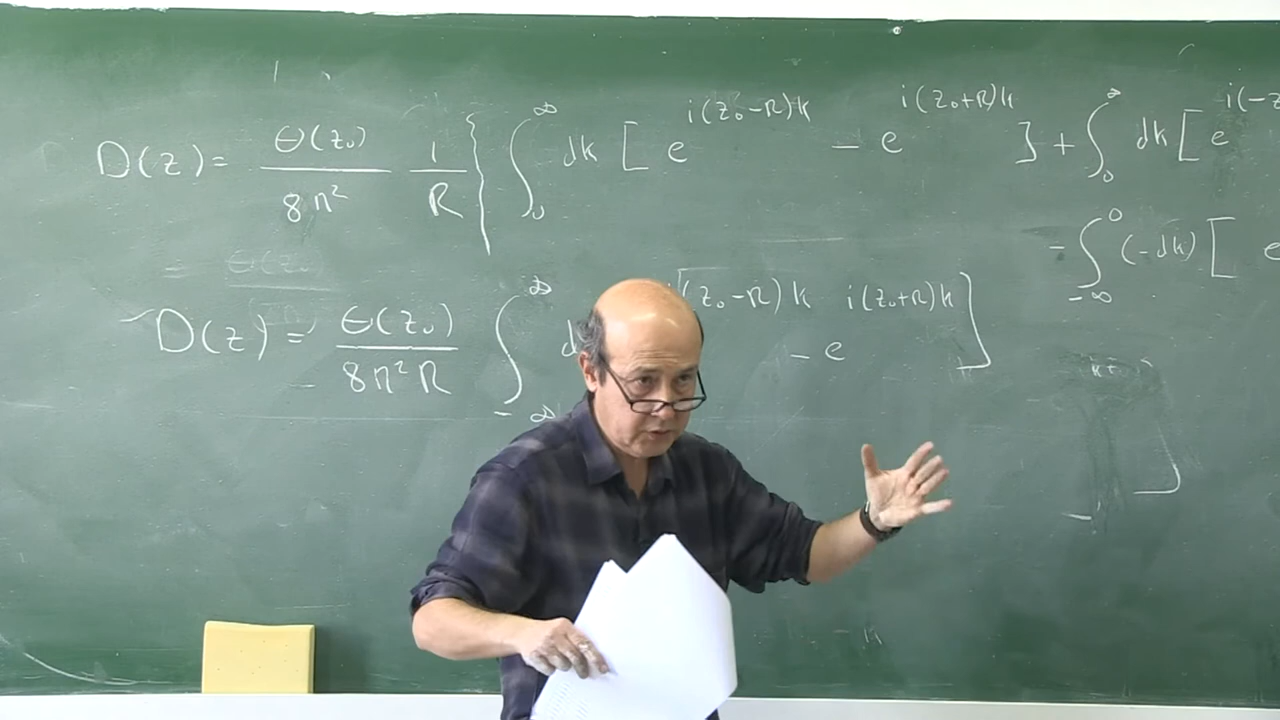 D(z) = θ(z₀)/8π² 1/R { ∫₀^∞ dk [ e^{i(z₀-R)k} - e^{i(z₀+R)k} ] + ∫₀^∞ dk [ e^{i(-z
- ∫_{-∞}^0 (-dk) [ e
D(z) = θ(z₀)/8π²R ∫_{-∞}^∞ d (z₀-R)k - e^{i(z₀+R)k} ]